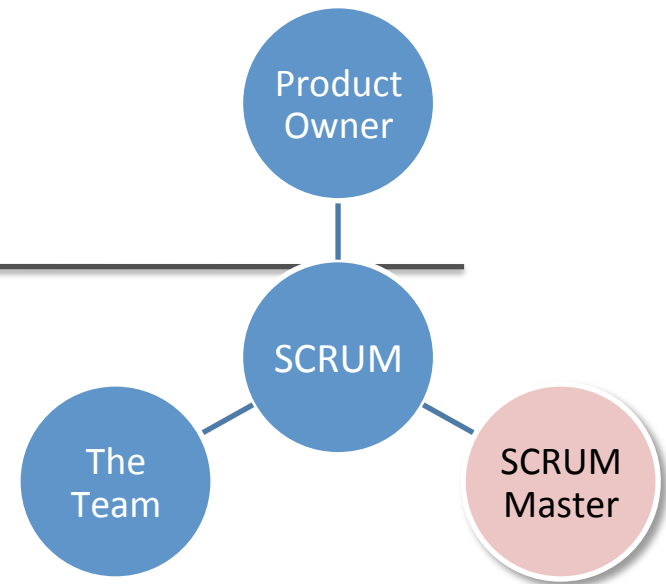 Product
Owner
SCRUM
The
Team
SCRUM
Master